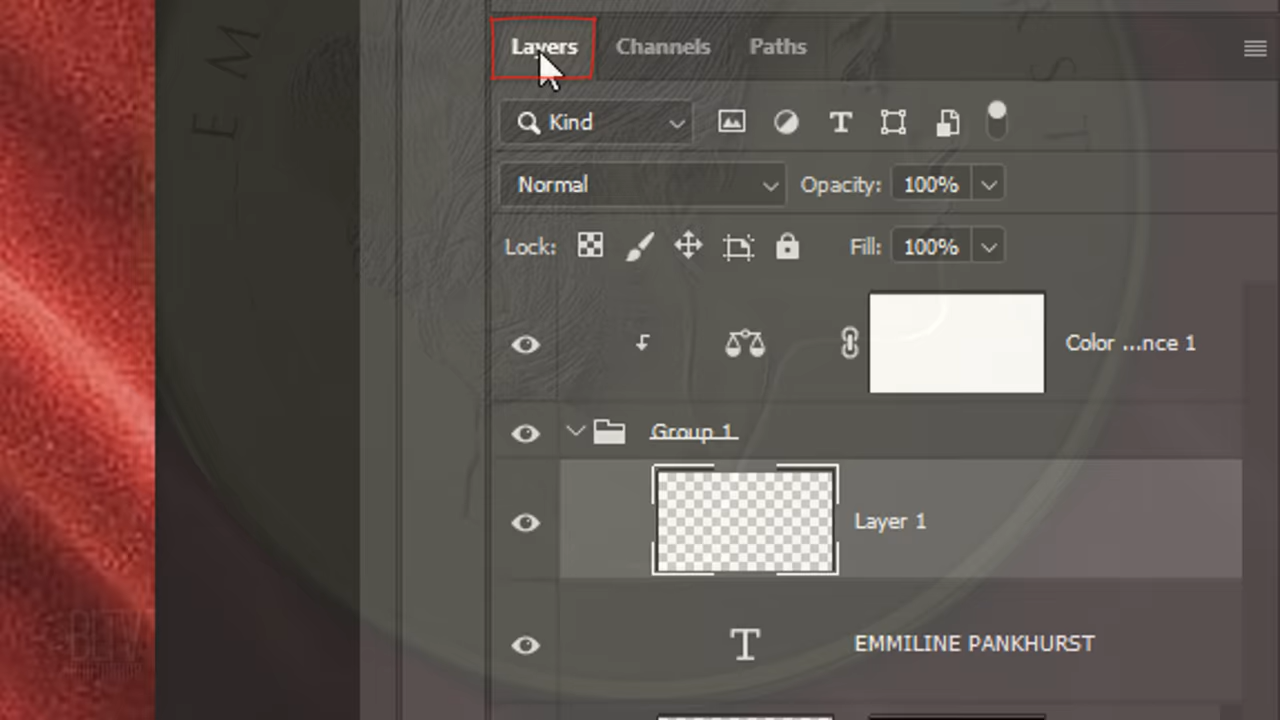 Layers Channels Paths
Kind
Normal Opacity: 100%
Lock: Fill: 100%
Color ...nce 1
Group 1
Layer 1
T EMMILINE PANKHURST
E M